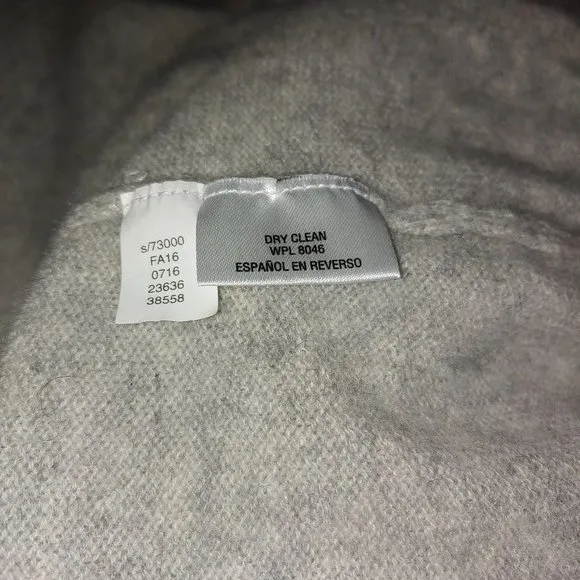 s/73000
FA16
0716
23636
38558
DRY CLEAN
WPL 8046
ESPAÑOL EN REVERSO